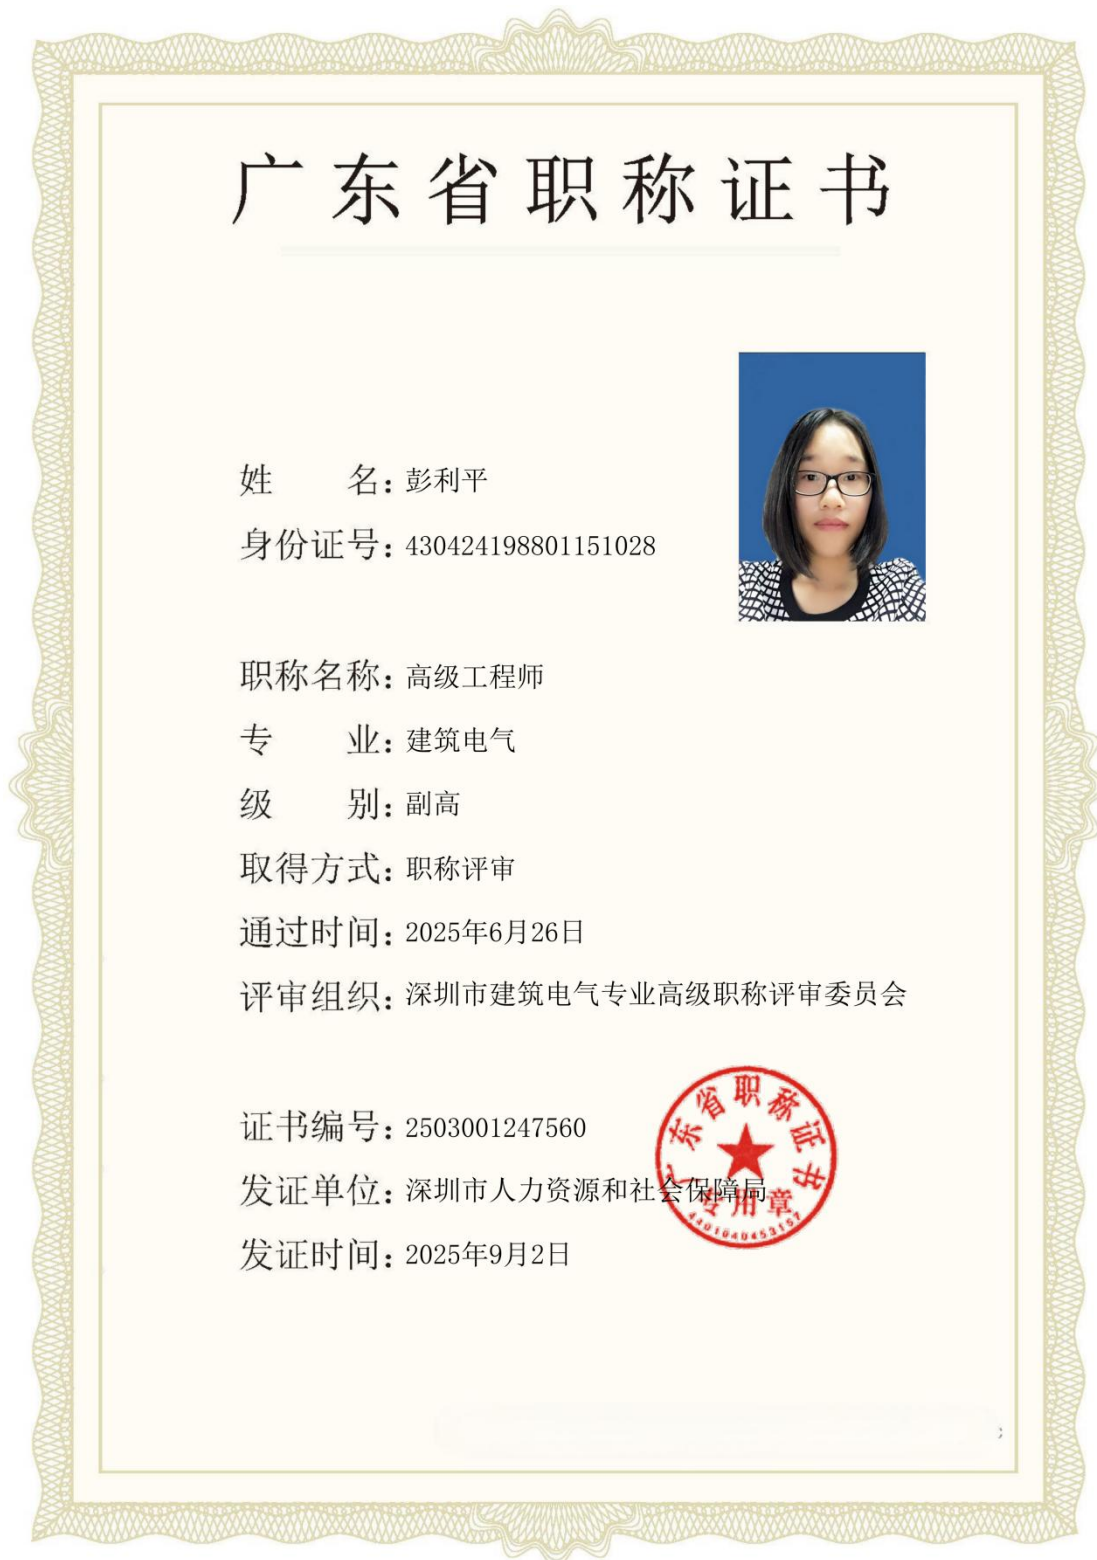 广东省职称证书
姓名：彭利平
身份证号：430424198801151028
职称名称：高级工程师
专业：建筑电气
级别：副高
取得方式：职称评审
通过时间：2025年6月26日
评审组织：深圳市建筑电气专业高级职称评审委员会
证书编号：2503001247560
发证单位：深圳市人力资源和社会保障局
发证时间：2025年9月2日
广东省职称证书
专用章
4401040453157